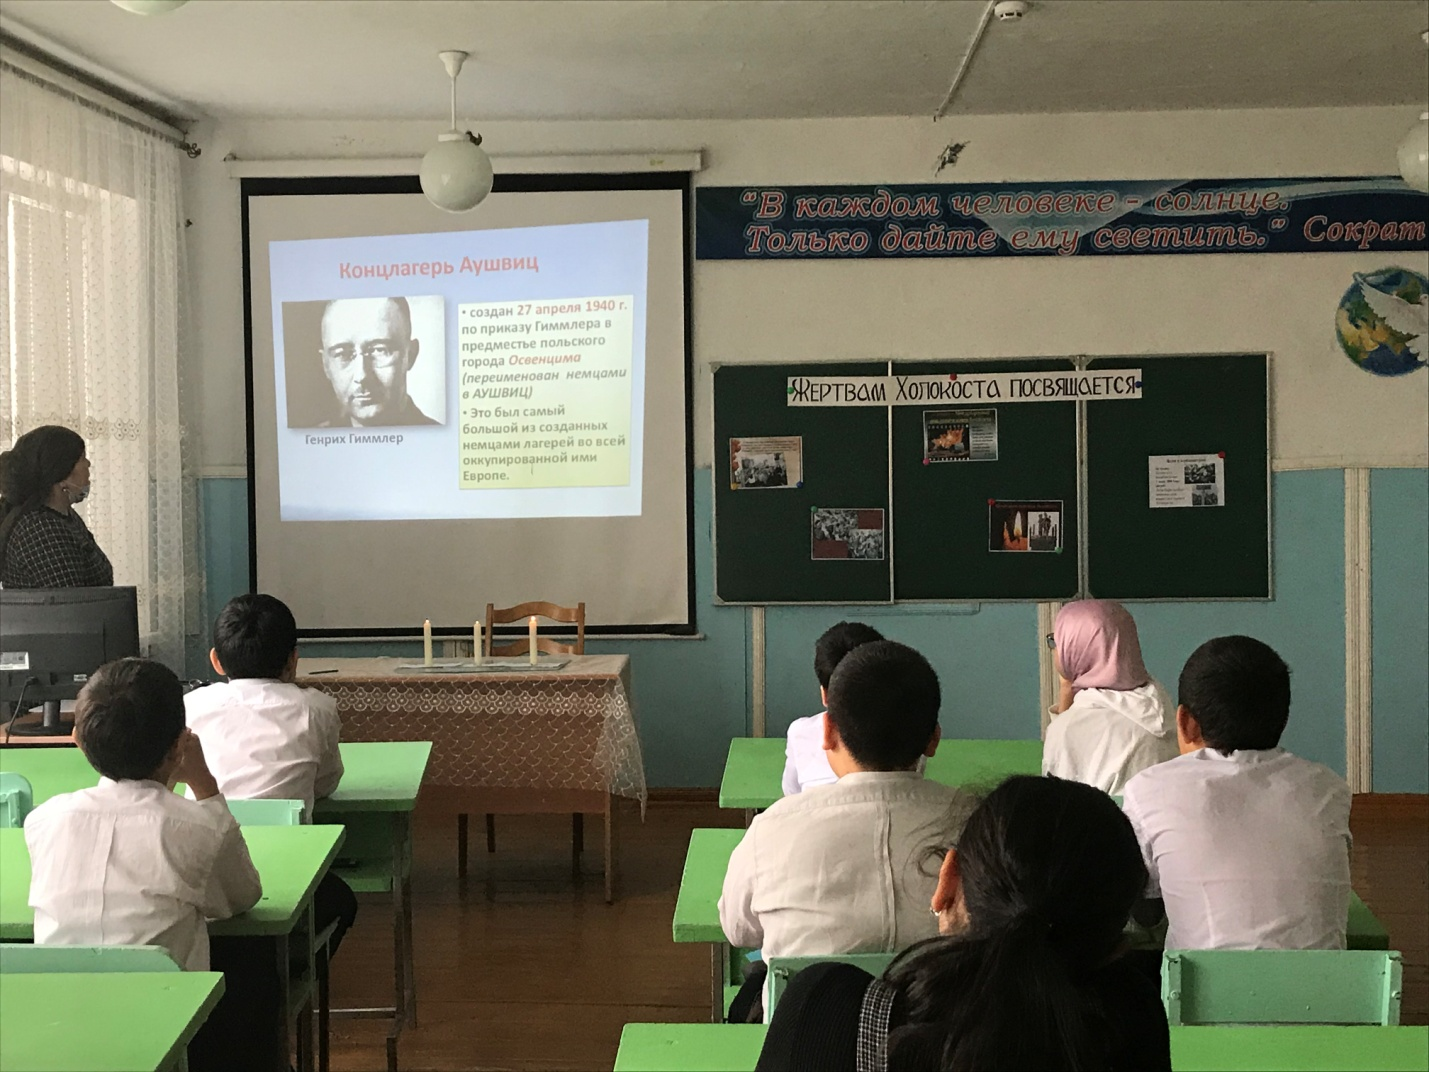 Концлагерь Аушвиц
• создан 27 апреля 1940 г.
по приказу Гиммлера в
предместье польского
города Освенцима
(переименован немцами
в АУШВИЦ)
• Это был самый
большой из созданных
немцами лагерей во всей
оккупированной ими
Европе.
Генрих Гиммлер
“В каждом человеке - солнце.
Только дайте ему светить.” Сократ
Жертвам Холокоста посвящается